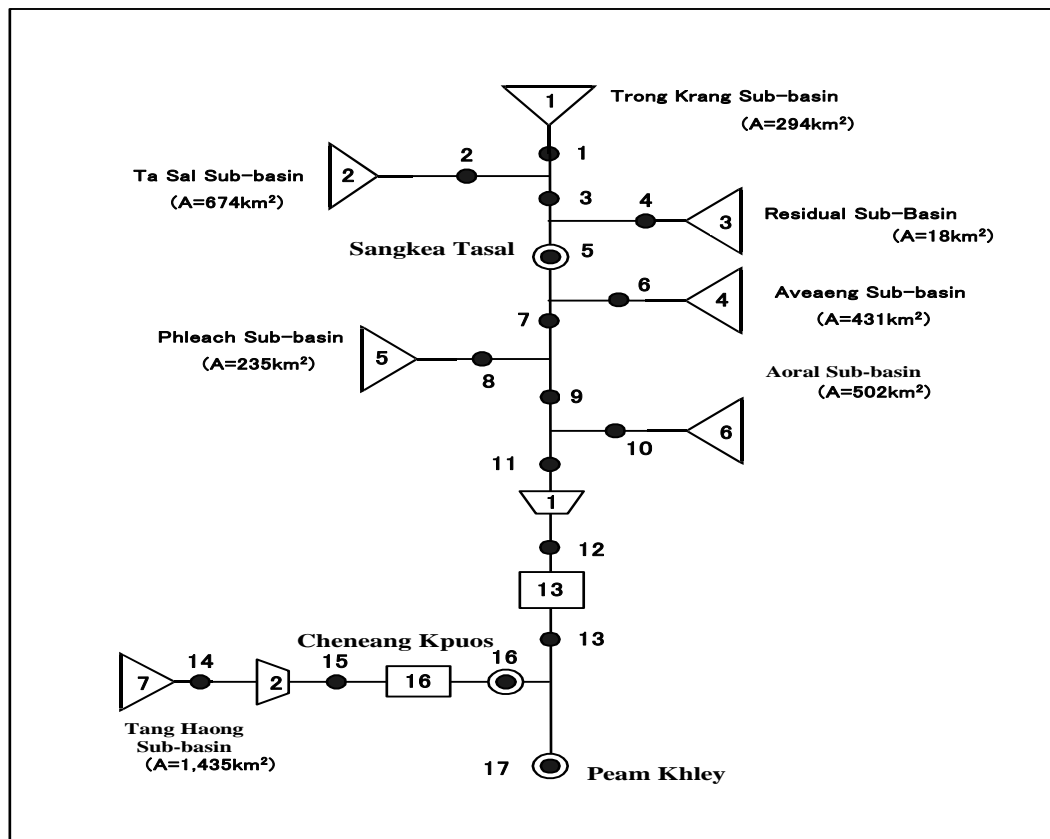 1
Trong Krang Sub-basin
(A=294km²)
1
2
2
Ta Sal Sub-basin
(A=674km²)
3
4
3
Residual Sub-Basin
(A=18km²)
Sangkea Tasal
5
6
4
Aveaeng Sub-basin
(A=431km²)
7
Phleach Sub-basin
(A=235km²)
5
8
Aoral Sub-basin
(A=502km²)
9
10
6
11
1
12
13
13
Cheneang Kpuos
14
15
16
7
2
16
Tang Haong
Sub-basin
(A=1,435km²)
17
Peam Khley